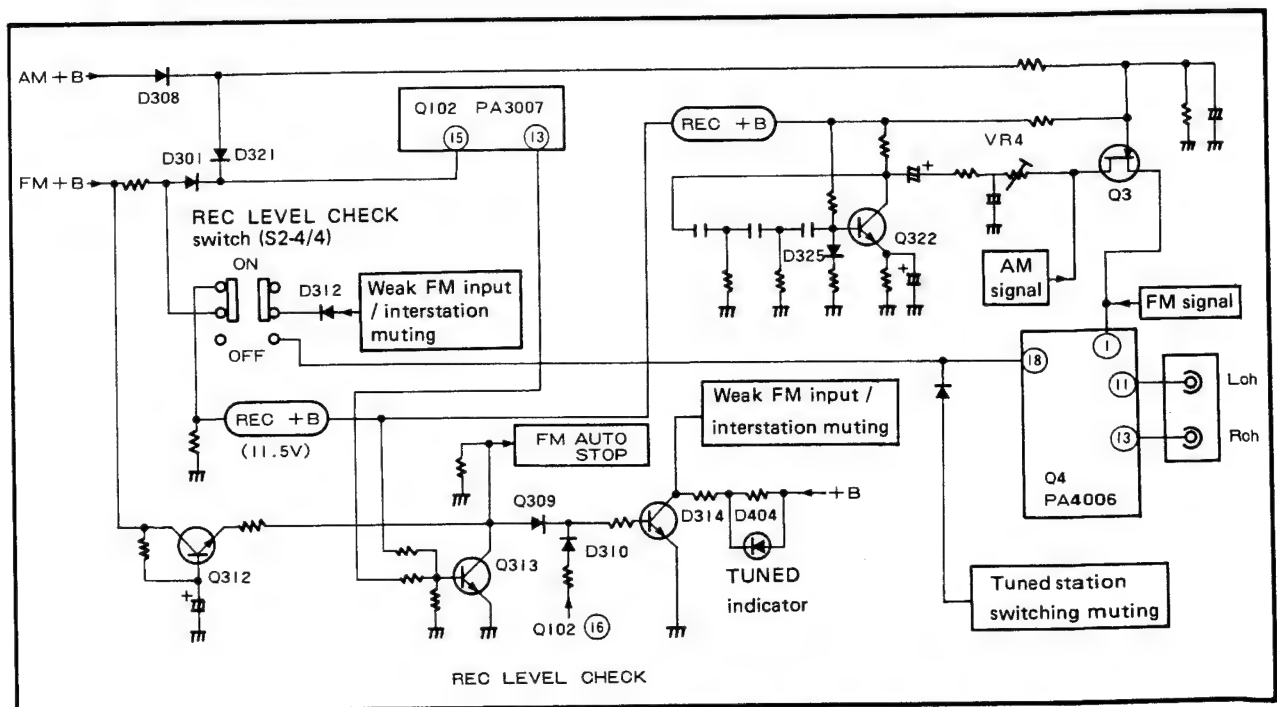 AM +B
D308
Q102 PA3007
15
13
REC +B
VR4
D301
D321
FM +B
Q3
REC LEVEL CHECK
switch (S2-4/4)
ON
D312
Weak FM input
/ interstation
muting
OFF
+
Q322
D325
+
AM
signal
FM signal
18
1
11
Lch
13
Rch
Q4
PA4006
REC +B
(11.5V)
FM AUTO
STOP
Weak FM input /
interstation muting
+B
Q309
D314
D404
D310
Q313
TUNED
indicator
Q312
+
Q102 16
Tuned station
switching muting
REC LEVEL CHECK